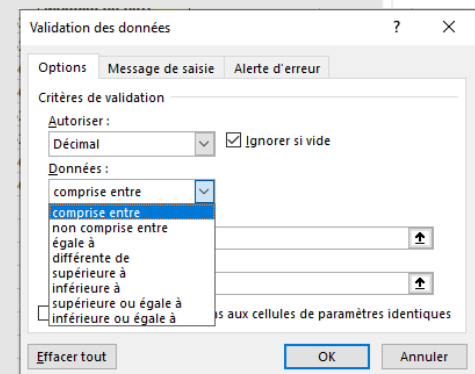 Validation des données ? ×
Options Message de saisie Alerte d'erreur
Critères de validation
Autoriser :
Décimal Ignorer si vide
Données :
comprise entre
comprise entre
non comprise entre
égale à
différente de
supérieure à
inférieure à
supérieure ou égale à
inférieure ou égale à
aux cellules de paramètres identiques
Effacer tout OK Annuler